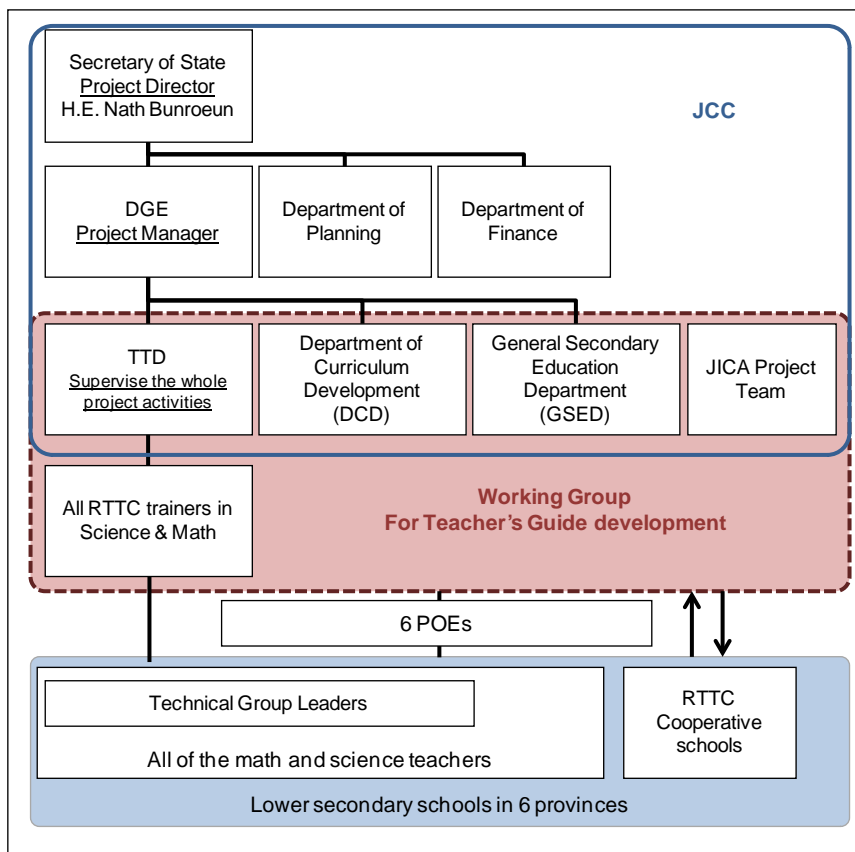 Secretary of State
Project Director
H.E. Nath Bunroeun
JCC
DGE
Project Manager
Department of
Planning
Department of
Finance
TTD
Supervise the whole
project activities
Department of
Curriculum
Development
(DCD)
General Secondary
Education
Department
(GSED)
JICA Project
Team
All RTTC trainers in
Science & Math
Working Group
For Teacher’s Guide development
6 POEs
Technical Group Leaders
All of the math and science teachers
RTTC
Cooperative
schools
Lower secondary schools in 6 provinces